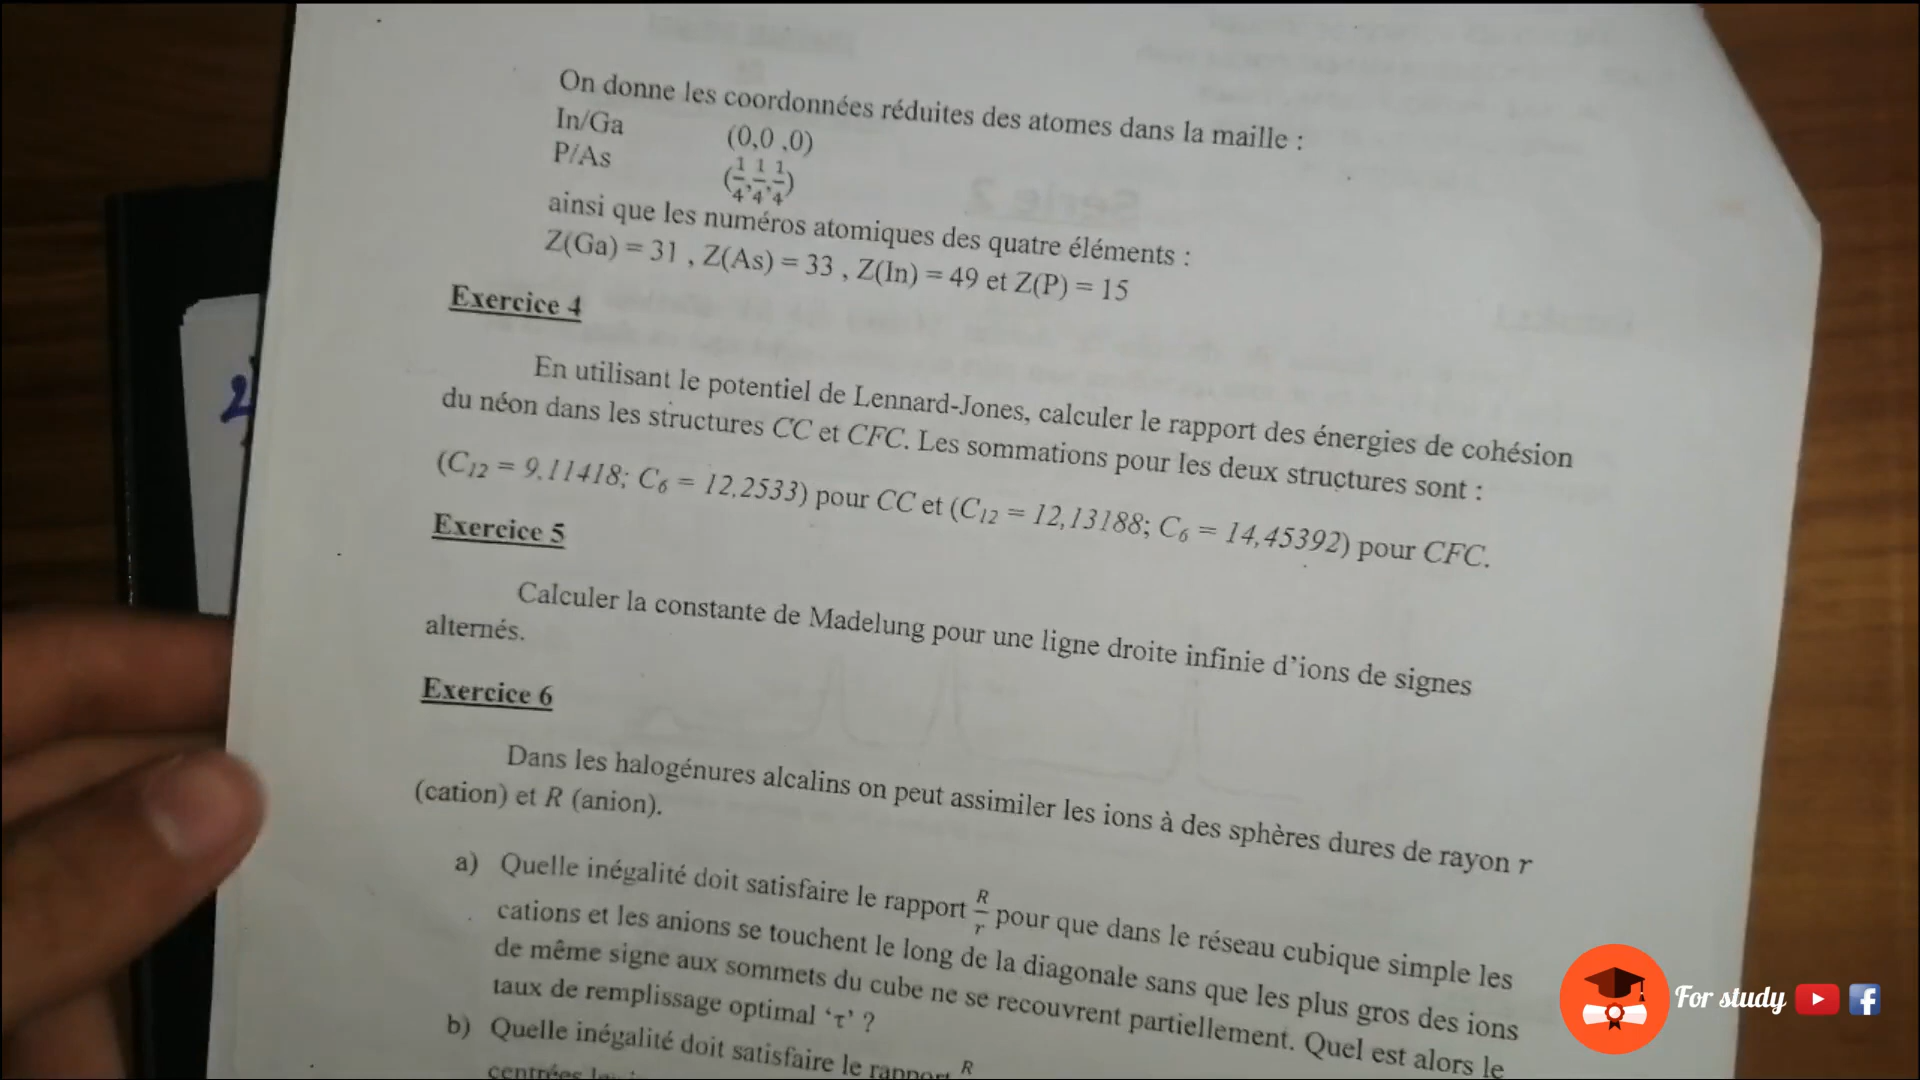 On donne les coordonnées réduites des atomes dans la maille :
In/Ga (0,0 ,0)
P/As (1/4,1/4,1/4)
ainsi que les numéros atomiques des quatre éléments :
Z(Ga) = 31 , Z(As) = 33 , Z(In) = 49 et Z(P) = 15
Exercice 4
En utilisant le potentiel de Lennard-Jones, calculer le rapport des énergies de cohésion
du néon dans les structures CC et CFC. Les sommations pour les deux structures sont :
(C12 = 9.11418; C6 = 12,2533) pour CC et (C12 = 12,13188; C6 = 14,45392) pour CFC.
Exercice 5
Calculer la constante de Madelung pour une ligne droite infinie d'ions de signes
alternés.
Exercice 6
Dans les halogénures alcalins on peut assimiler les ions à des sphères dures de rayon r
(cation) et R (anion).
a) Quelle inégalité doit satisfaire le rapport R/r pour que dans le réseau cubique simple les
cations et les anions se touchent le long de la diagonale sans que les plus gros des ions
de même signe aux sommets du cube ne se recouvrent partiellement. Quel est alors le
taux de remplissage optimal 'τ' ?
b) Quelle inégalité doit satisfaire le rapport R
centrées
For study